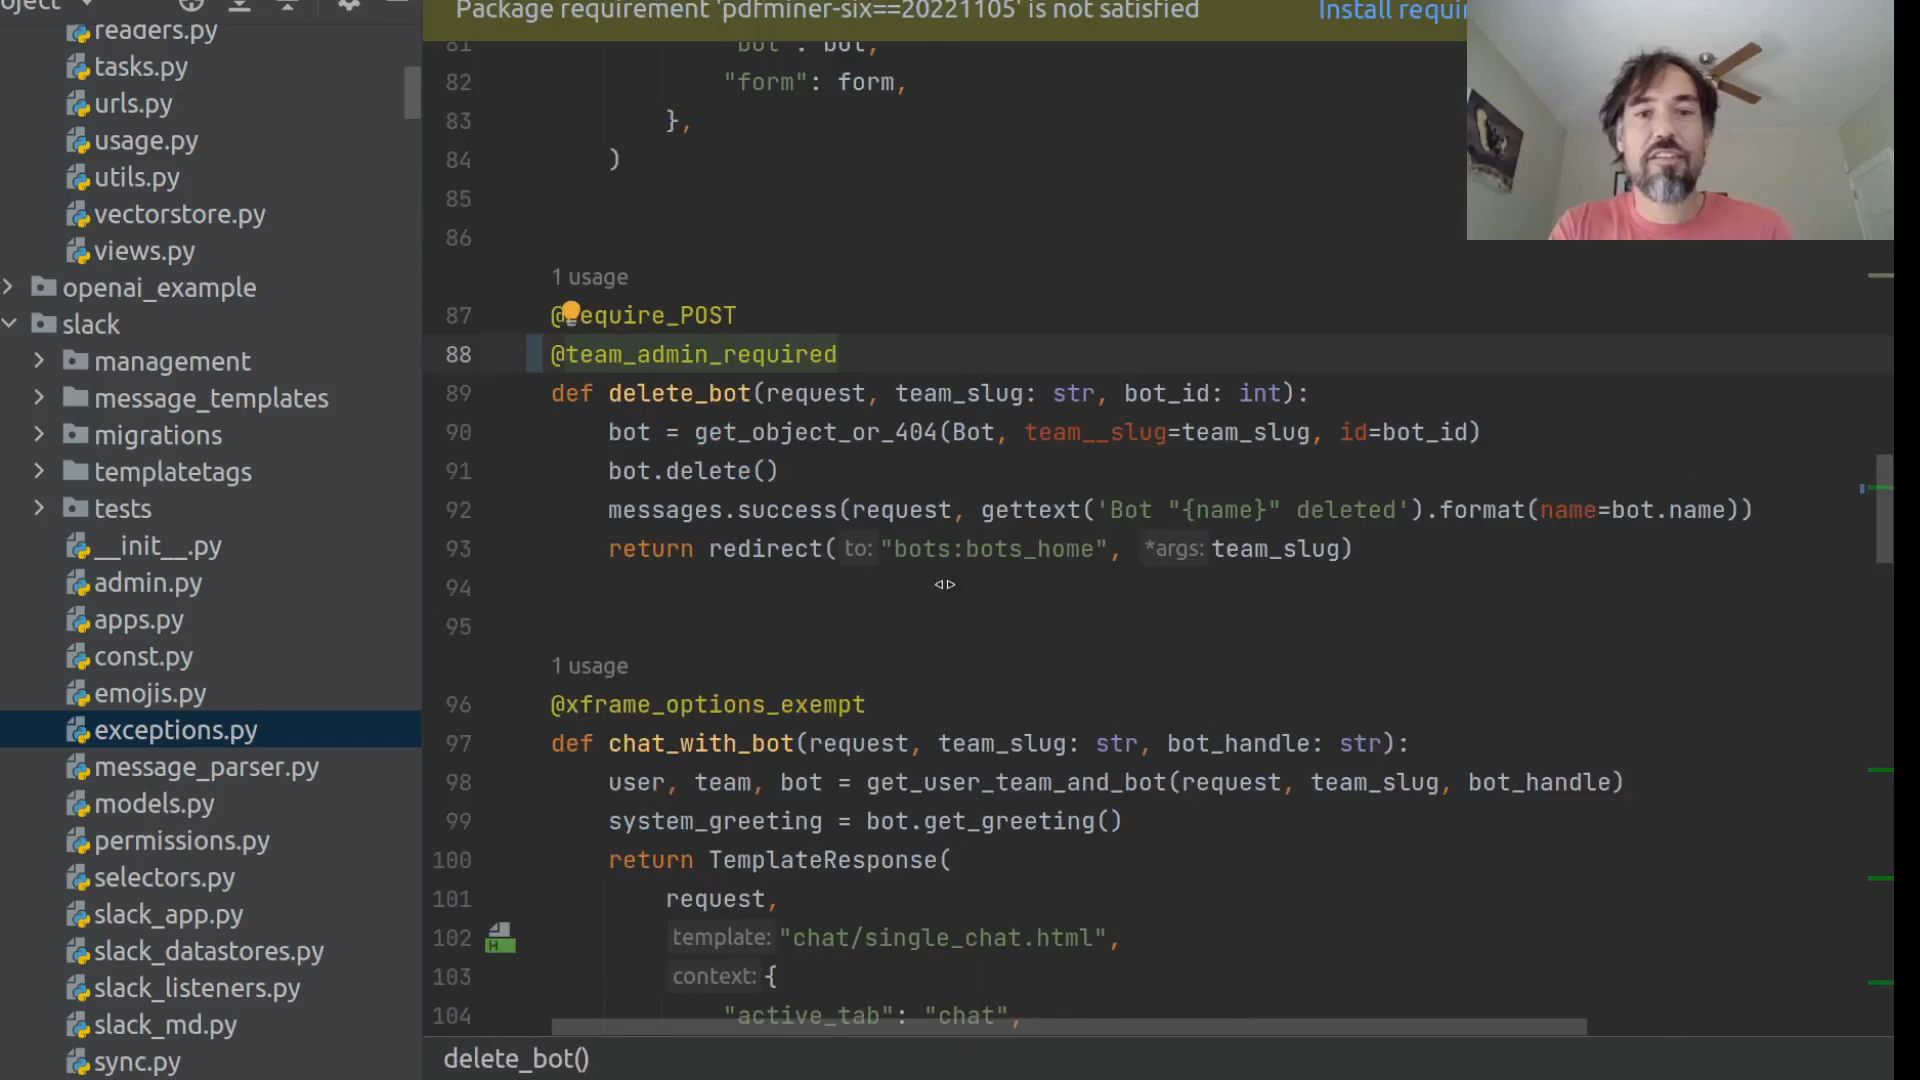 Package requirement 'pdfminer-six==20221105' is not satisfied
readers.py
tasks.py
urls.py
usage.py
utils.py
vectorstore.py
views.py
openai_example
slack
management
message_templates
migrations
templatetags
tests
__init__.py
admin.py
apps.py
const.py
emojis.py
exceptions.py
message_parser.py
models.py
permissions.py
selectors.py
slack_app.py
slack_datastores.py
slack_listeners.py
slack_md.py
sync.py
81 "bot": bot,
82 "form": form,
83 },
84 )
85
86
1 usage
87 @require_POST
88 @team_admin_required
89 def delete_bot(request, team_slug: str, bot_id: int):
90 bot = get_object_or_404(Bot, team__slug=team_slug, id=bot_id)
91 bot.delete()
92 messages.success(request, gettext('Bot "{name}" deleted').format(name=bot.name))
93 return redirect( to: "bots:bots_home", *args: team_slug)
94
95
1 usage
96 @xframe_options_exempt
97 def chat_with_bot(request, team_slug: str, bot_handle: str):
98 user, team, bot = get_user_team_and_bot(request, team_slug, bot_handle)
99 system_greeting = bot.get_greeting()
100 return TemplateResponse(
101 request,
102 template: "chat/single_chat.html",
103 context: {
104 "active_tab": "chat",
delete_bot()